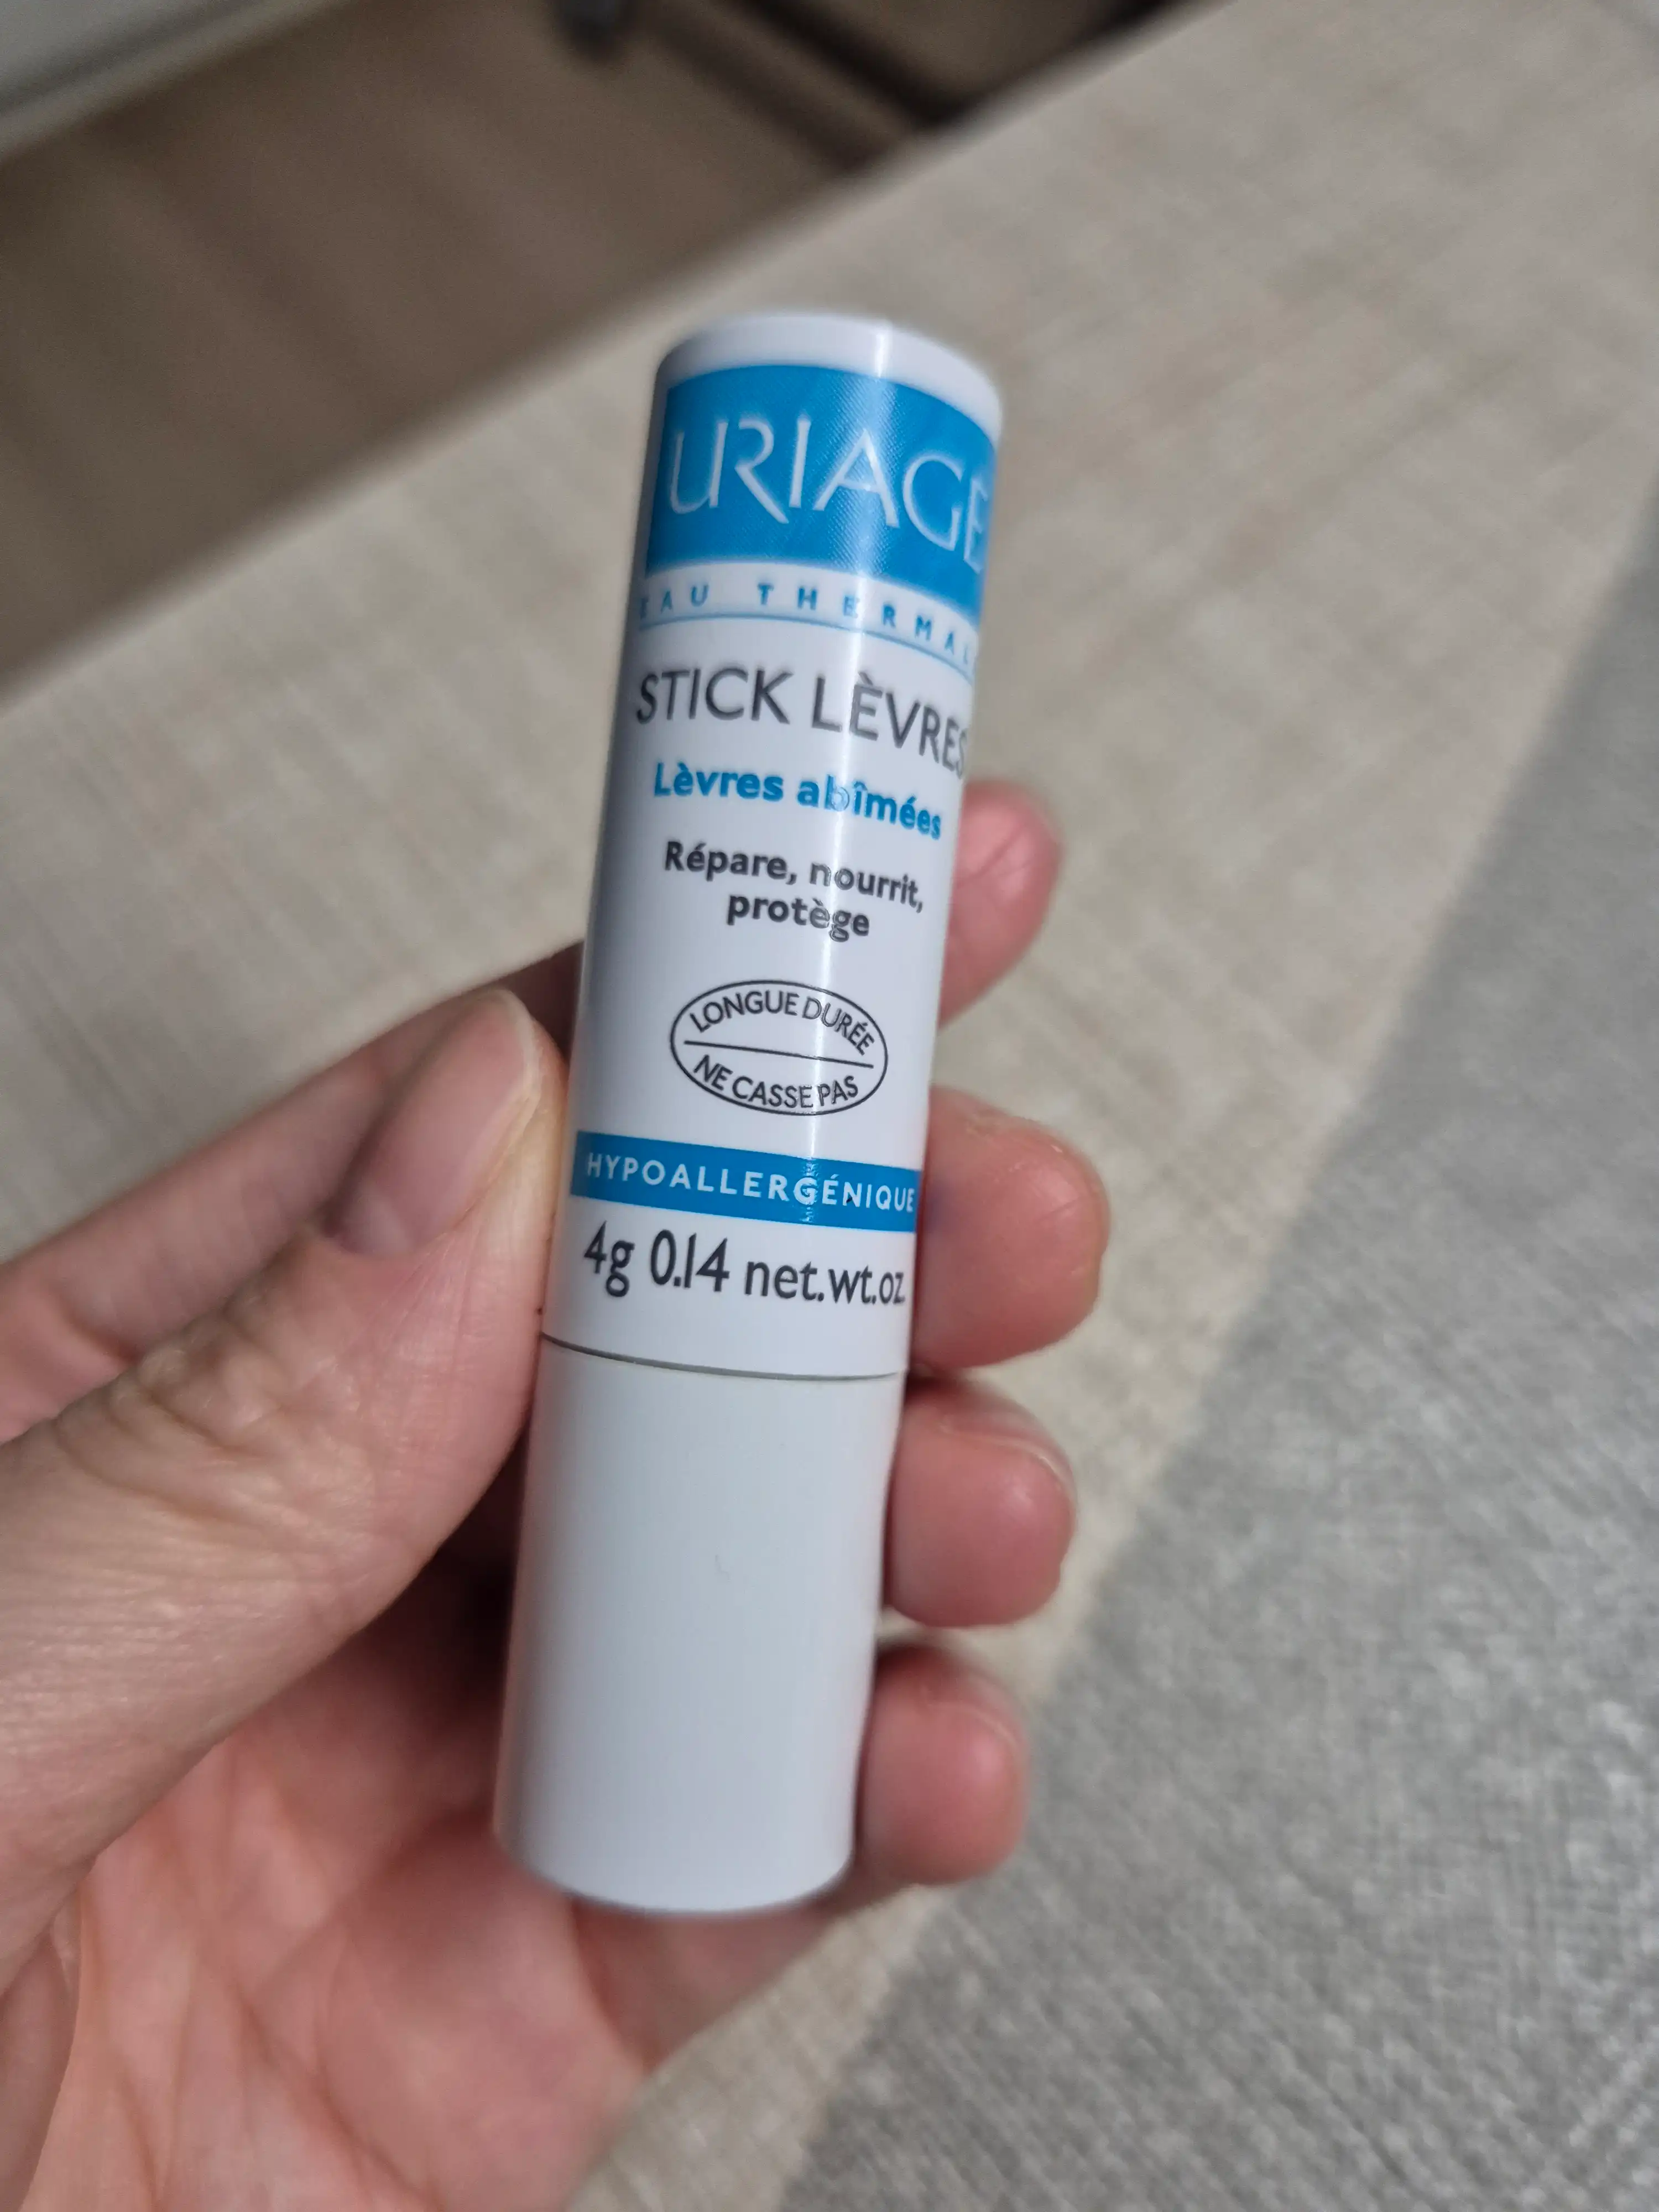 URIAGE
EAU THERMALE
STICK LÈVRES
Lèvres abîmées
Répare, nourrit,
protège
LONGUE DURÉE
NE CASSE PAS
HYPOALLERGÉNIQUE
4g 0.14 net.wt.oz.